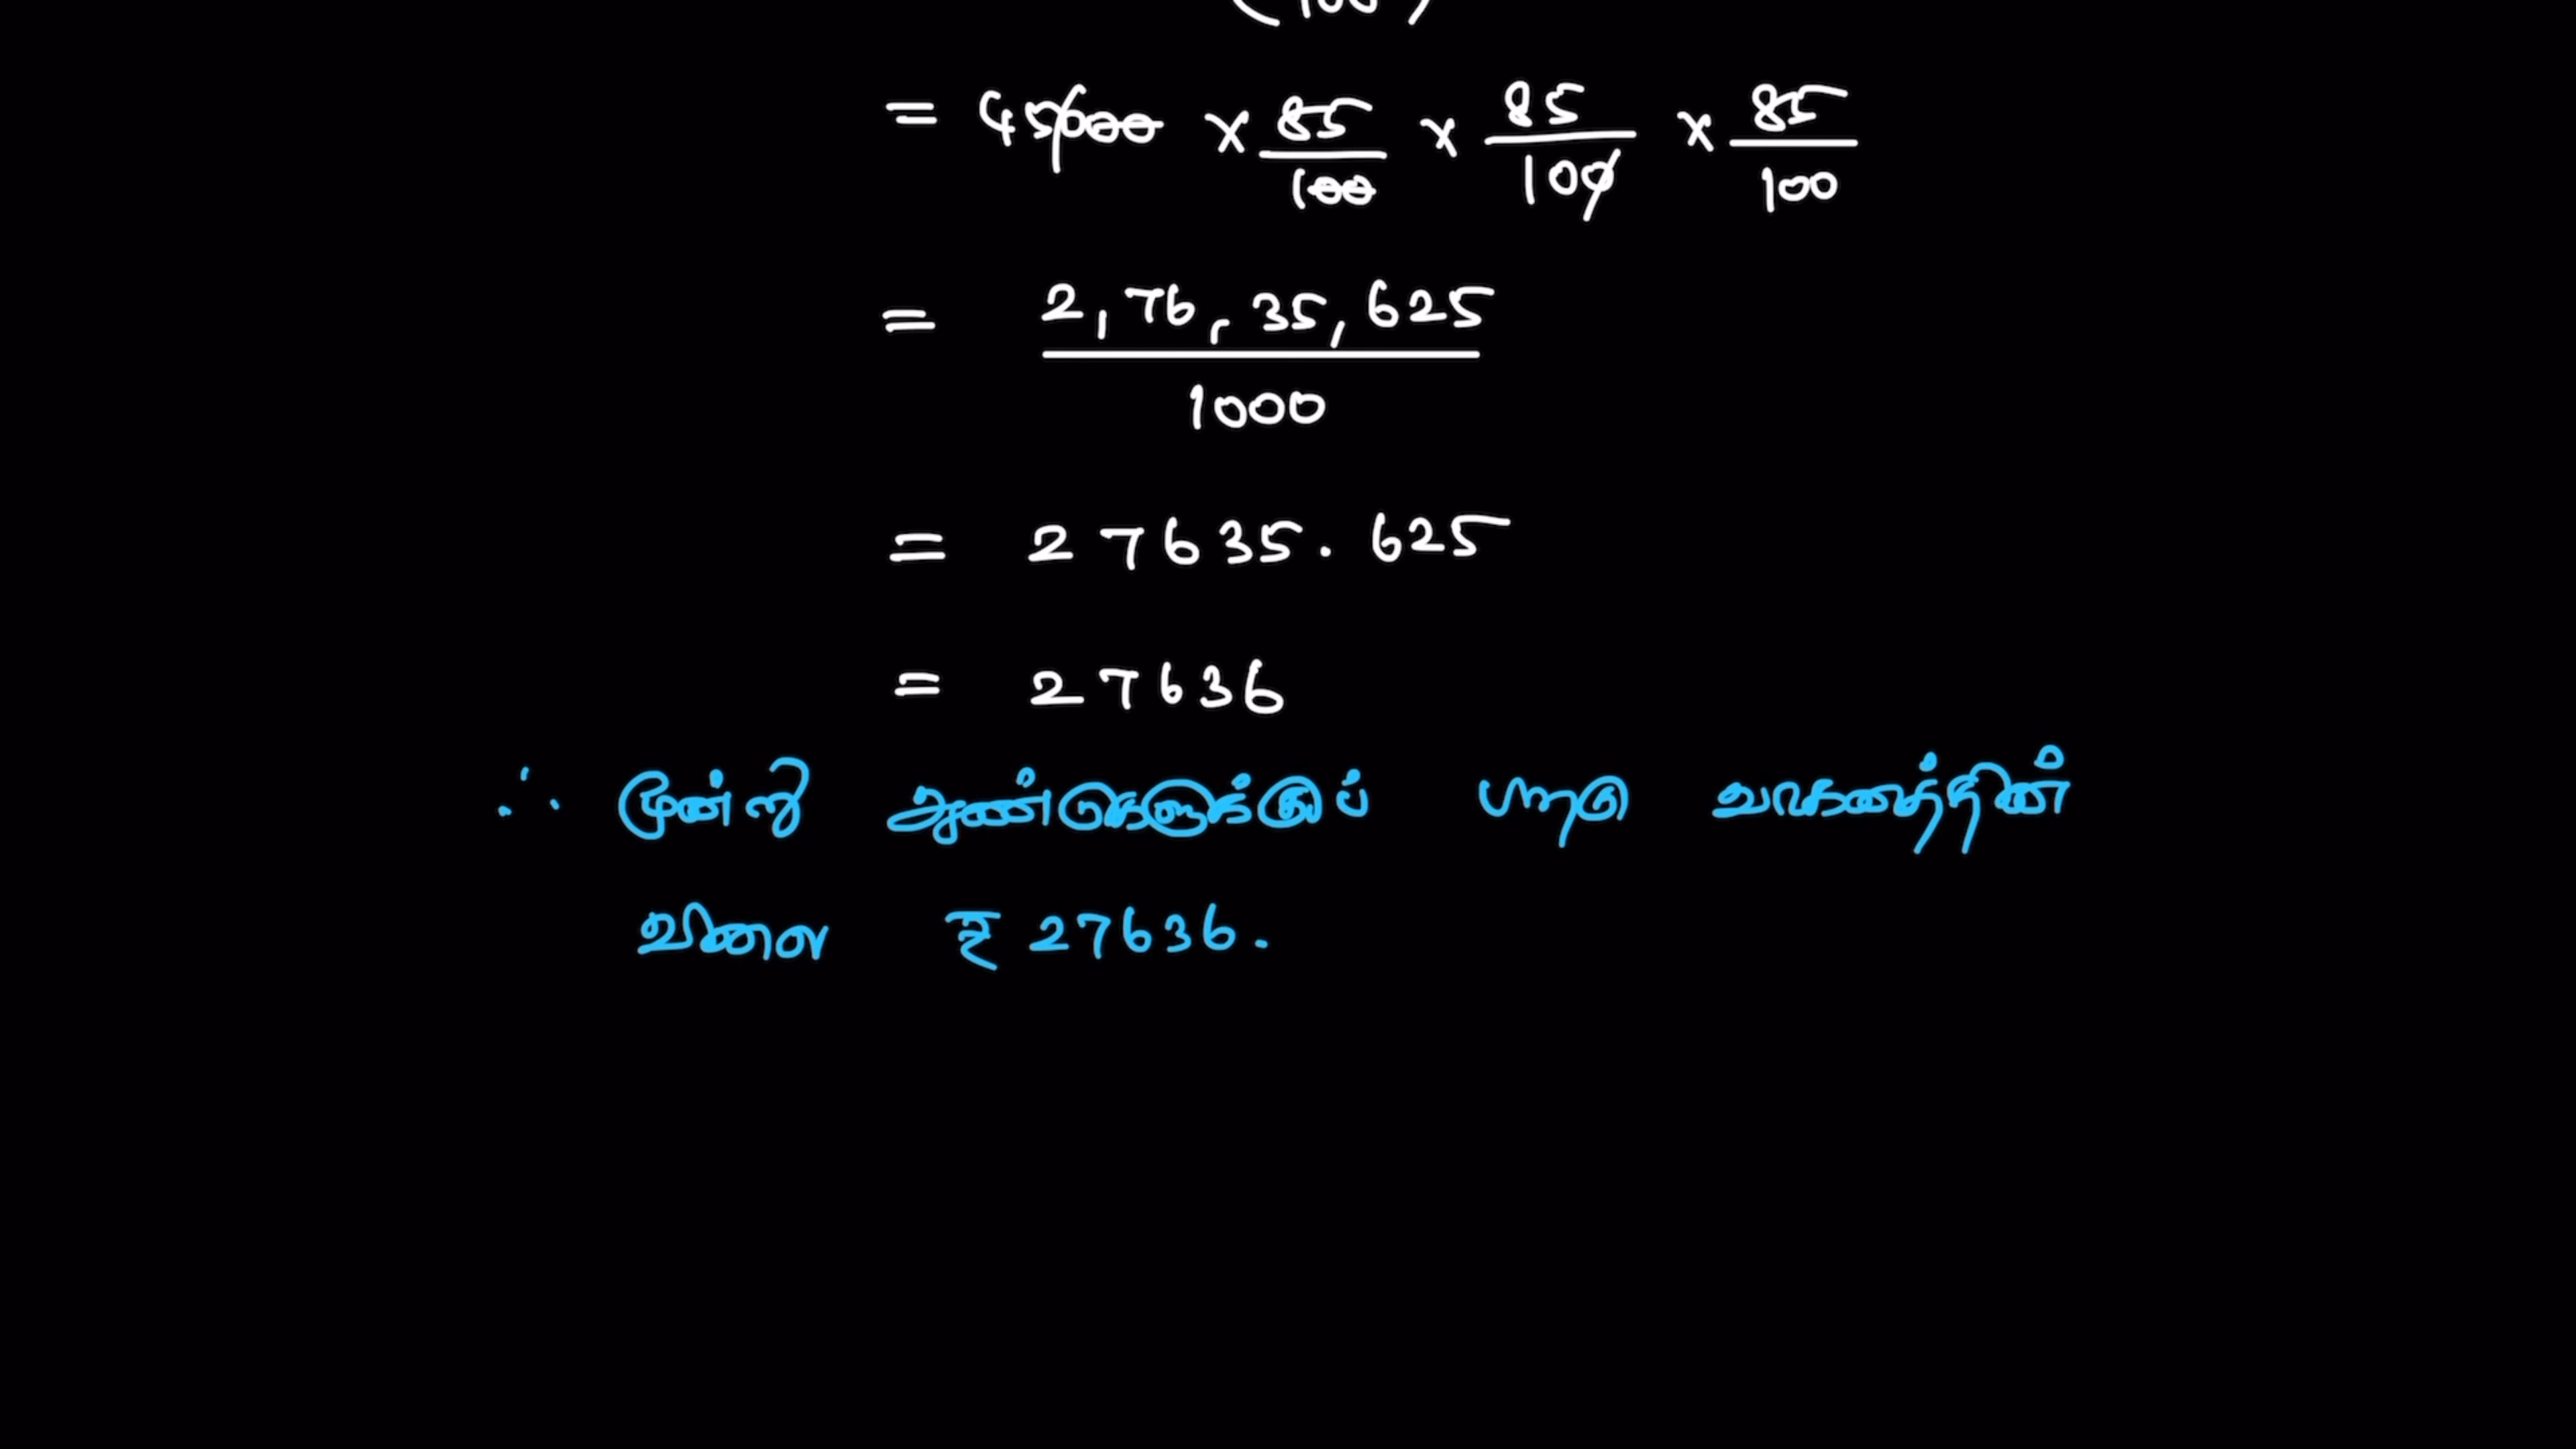 (100)
= 45000 × 85/100 × 85/100 × 85/100
= 2,76,35,625/1000
= 27635.625
= 27636
∴ மூன்று ஆண்டுகளுக்குப் பிறகு வாகனத்தின்
விலை ₹ 27636.